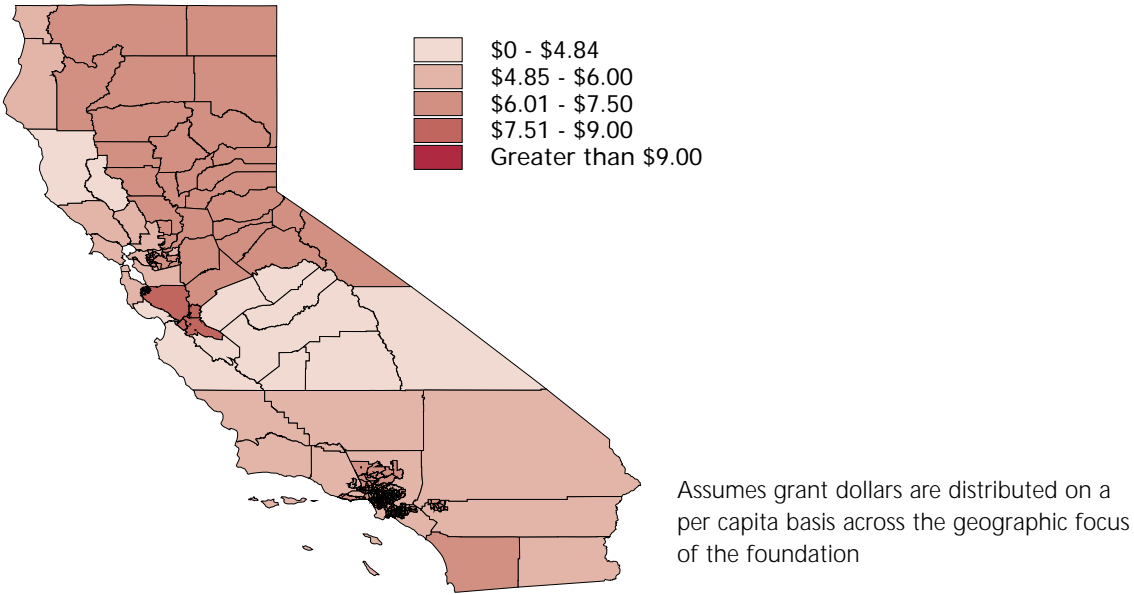 $0 - $4.84
$4.85 - $6.00
$6.01 - $7.50
$7.51 - $9.00
Greater than $9.00
Assumes grant dollars are distributed on a
per capita basis across the geographic focus
of the foundation